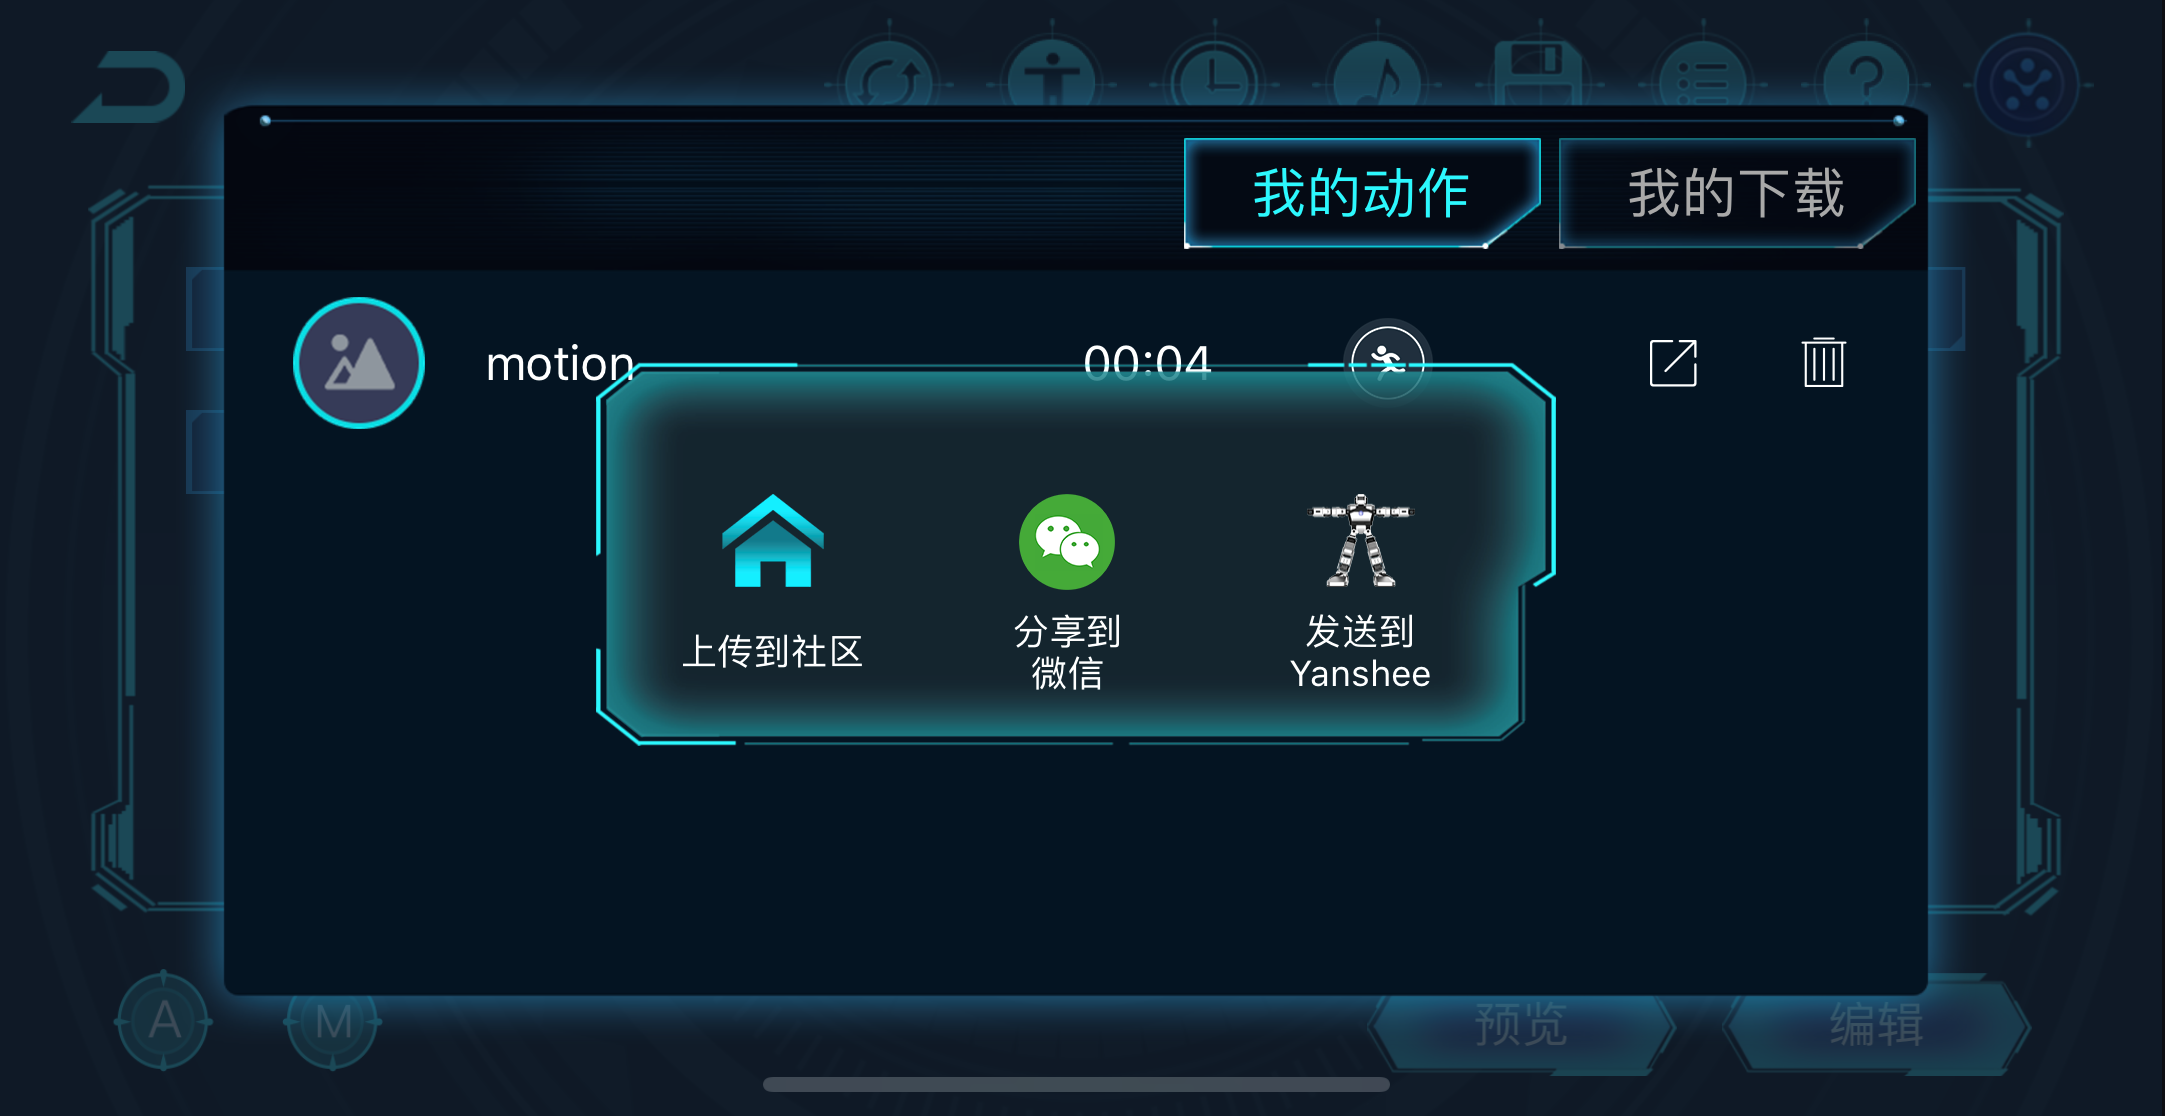 我的动作
我的下载
motion
00:04
上传到社区
分享到
微信
发送到
Yanshee
A
M
预览
编辑